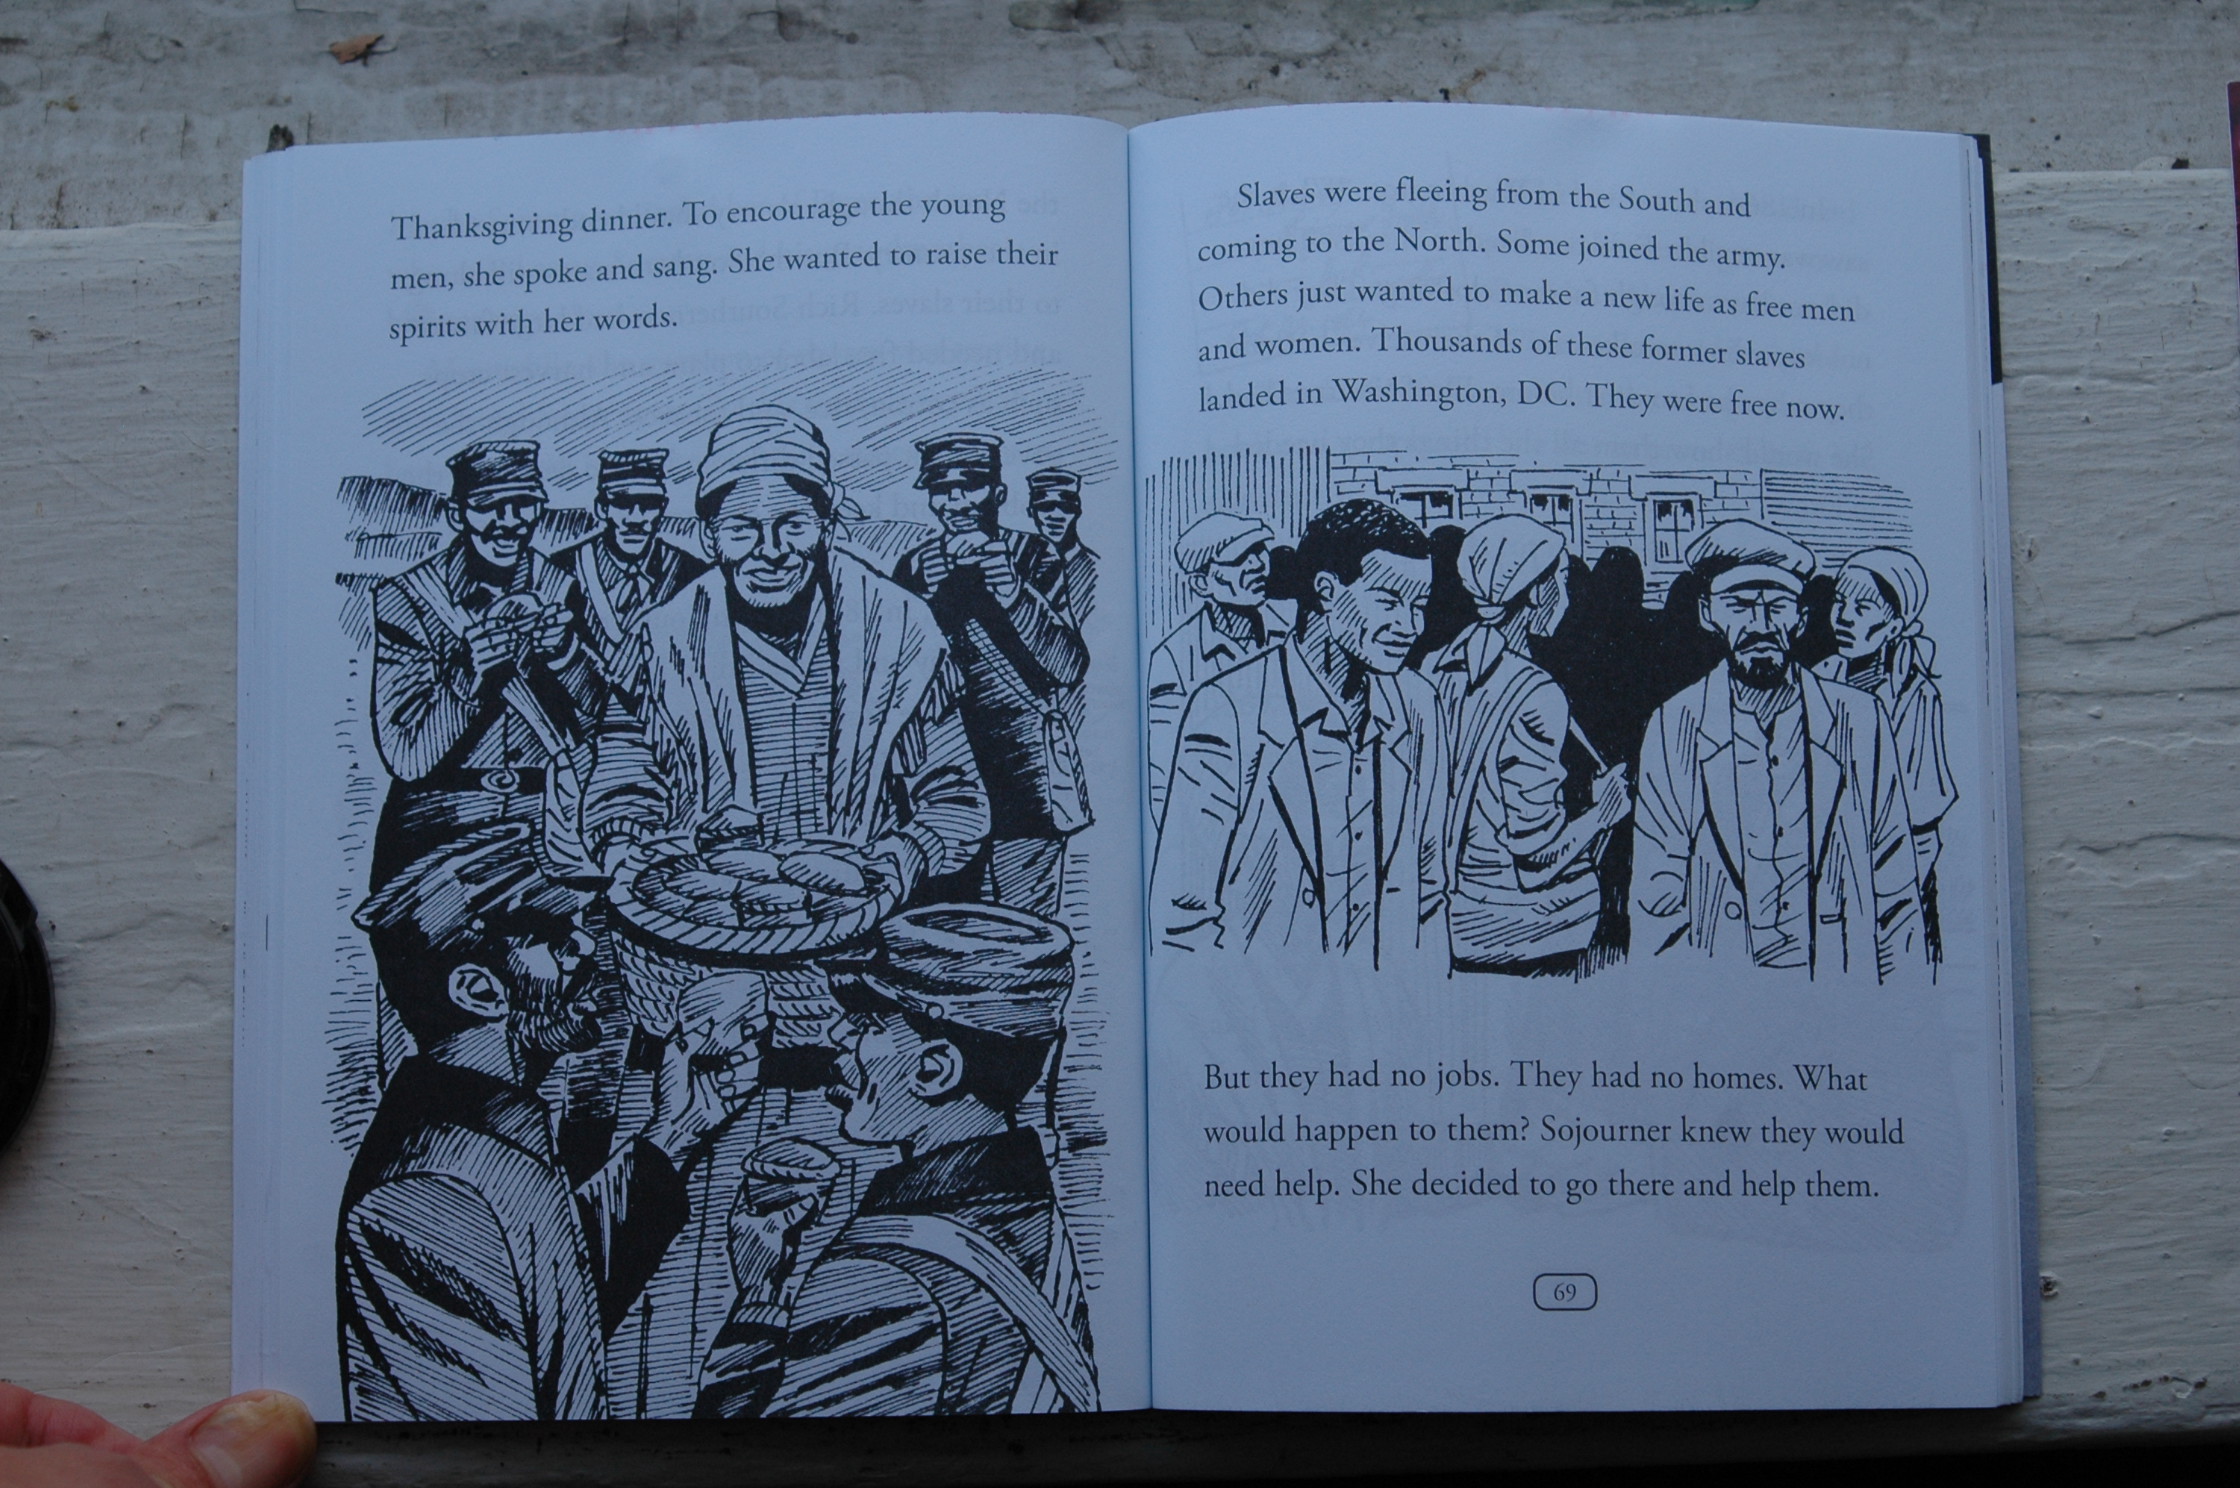 Thanksgiving dinner. To encourage the young
men, she spoke and sang. She wanted to raise their
spirits with her words.
Slaves were fleeing from the South and
coming to the North. Some joined the army.
Others just wanted to make a new life as free men
and women. Thousands of these former slaves
landed in Washington, DC. They were free now.
But they had no jobs. They had no homes. What
would happen to them? Sojourner knew they would
need help. She decided to go there and help them.
69